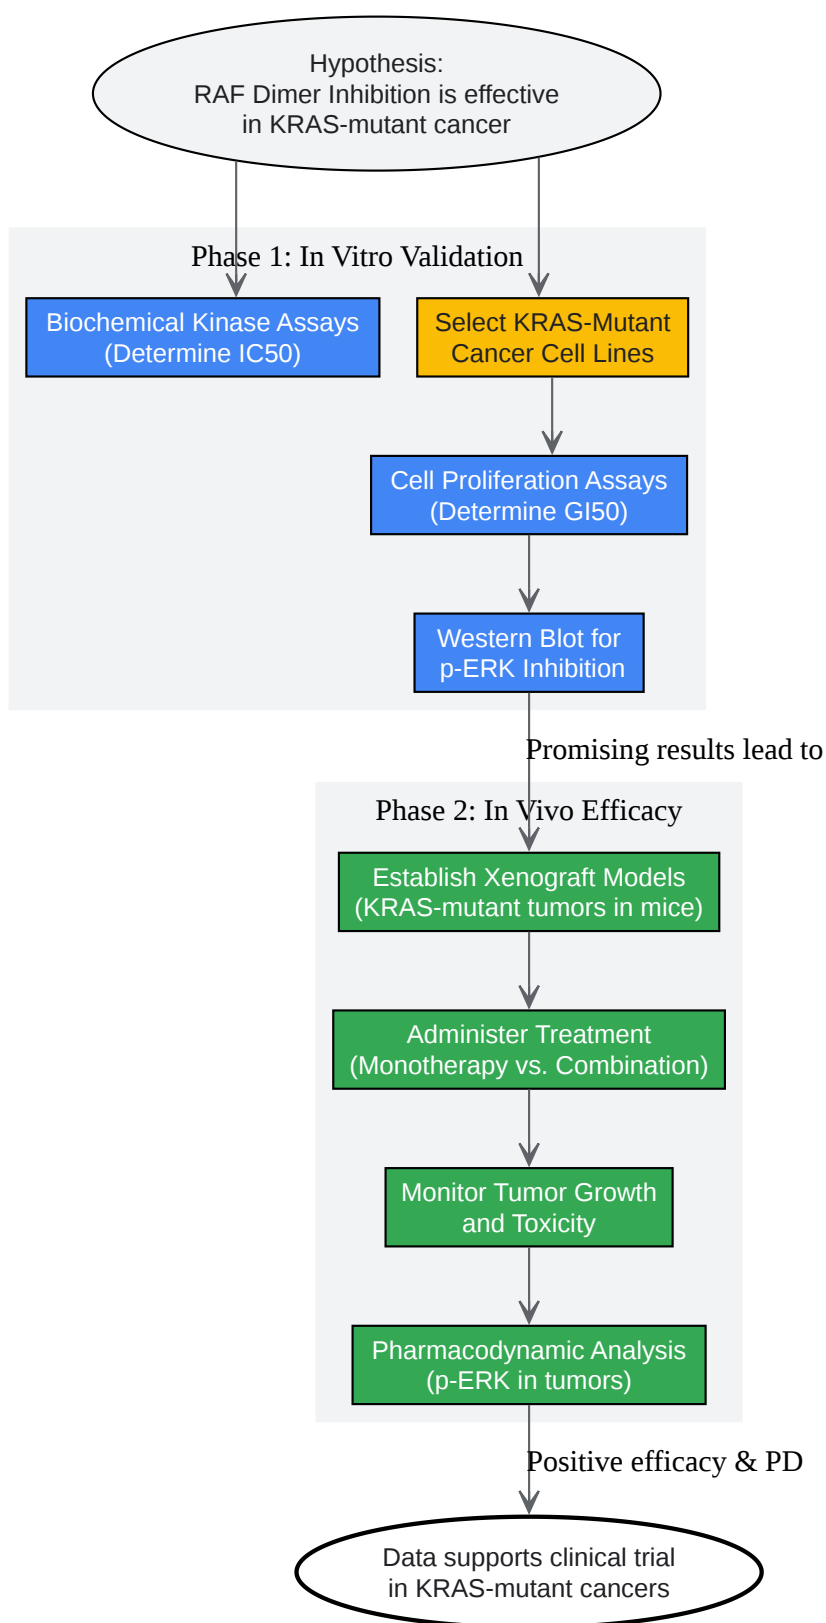 Hypothesis:
RAF Dimer Inhibition is effective
in KRAS-mutant cancer
Phase 1: In Vitro Validation
Biochemical Kinase Assays
(Determine IC50)
Select KRAS-Mutant
Cancer Cell Lines
Cell Proliferation Assays
(Determine GI50)
Western Blot for
p-ERK Inhibition
Promising results lead to
Phase 2: In Vivo Efficacy
Establish Xenograft Models
(KRAS-mutant tumors in mice)
Administer Treatment
(Monotherapy vs. Combination)
Monitor Tumor Growth
and Toxicity
Pharmacodynamic Analysis
(p-ERK in tumors)
Positive efficacy & PD
Data supports clinical trial
in KRAS-mutant cancers